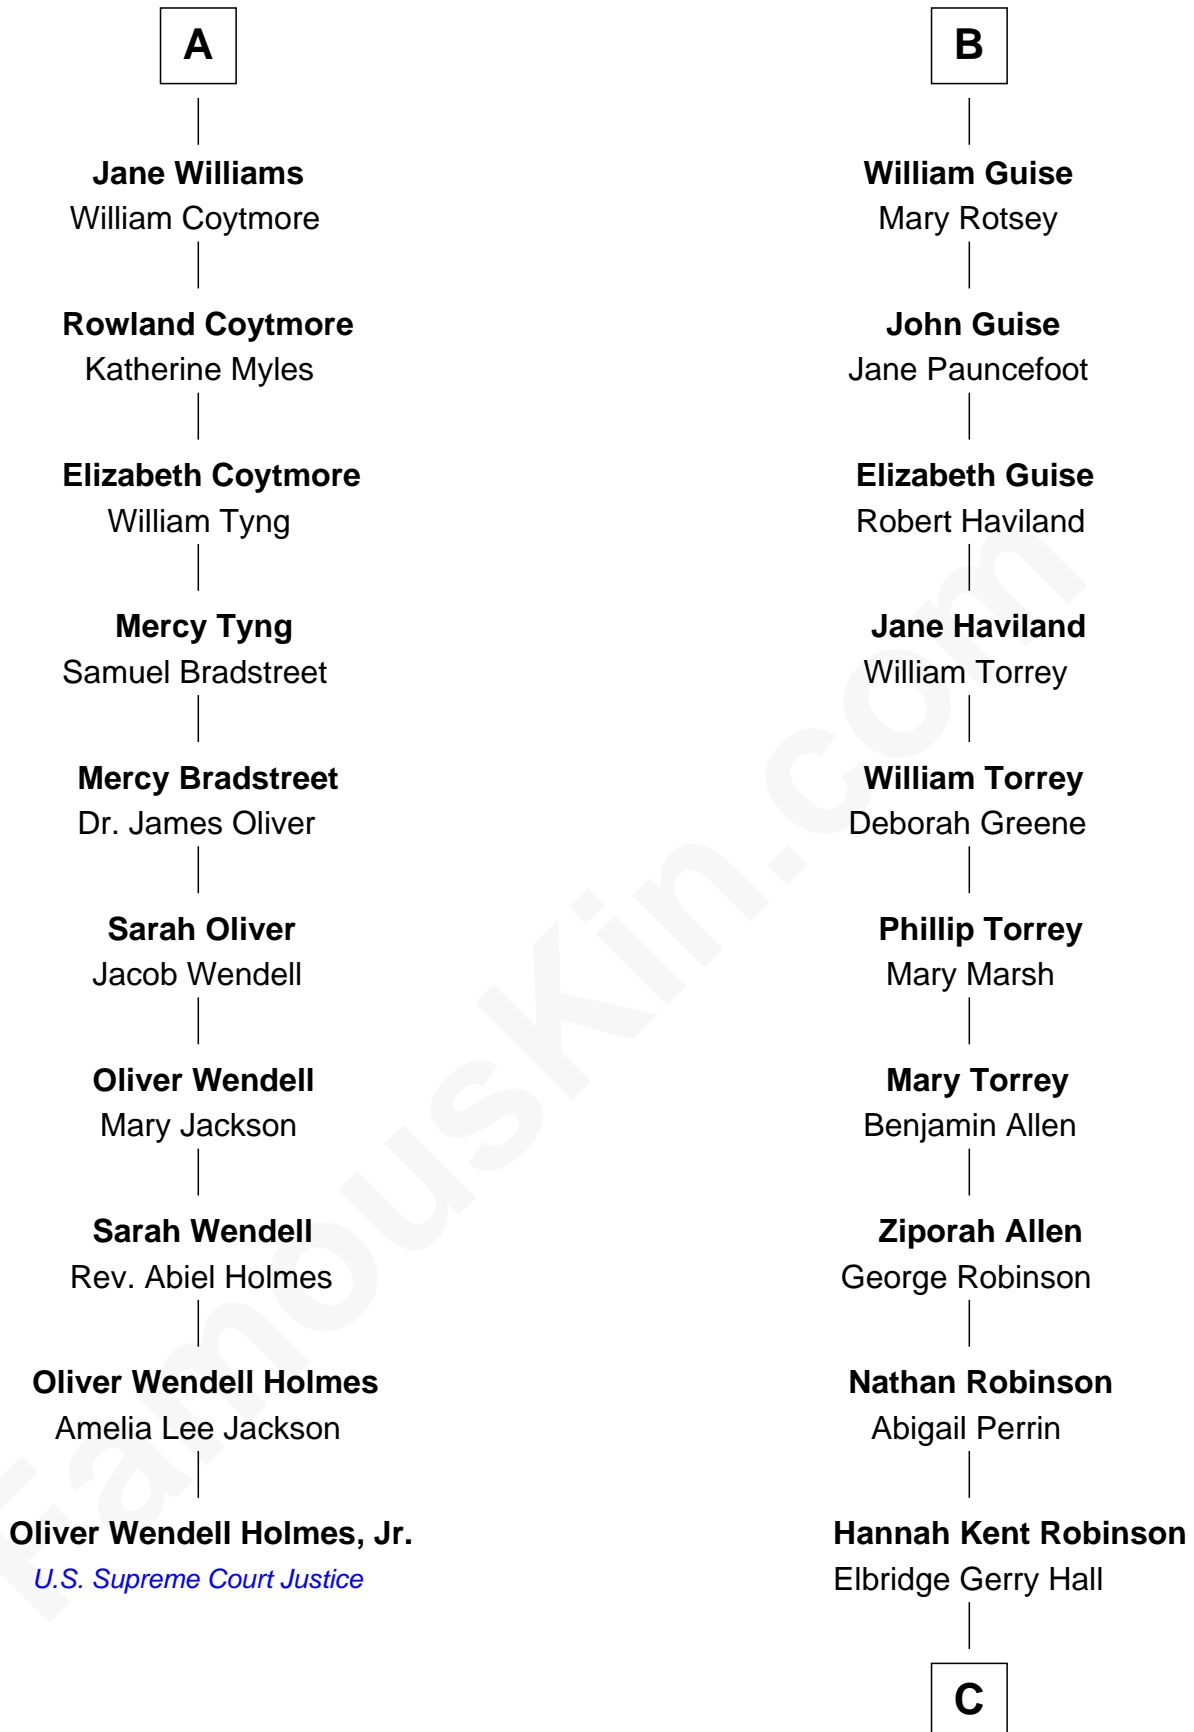 A
Jane Williams
William Coytmore
Rowland Coytmore
Katherine Myles
Elizabeth Coytmore
William Tyng
Mercy Tyng
Samuel Bradstreet
Mercy Bradstreet
Dr. James Oliver
Sarah Oliver
Jacob Wendell
Oliver Wendell
Mary Jackson
Sarah Wendell
Rev. Abiel Holmes
Oliver Wendell Holmes
Amelia Lee Jackson
Oliver Wendell Holmes, Jr.
U.S. Supreme Court Justice
B
William Guise
Mary Rotsey
John Guise
Jane Pauncefoot
Elizabeth Guise
Robert Haviland
Jane Haviland
William Torrey
William Torrey
Deborah Greene
Phillip Torrey
Mary Marsh
Mary Torrey
Benjamin Allen
Ziporah Allen
George Robinson
Nathan Robinson
Abigail Perrin
Hannah Kent Robinson
Elbridge Gerry Hall
C
FamousKin.com